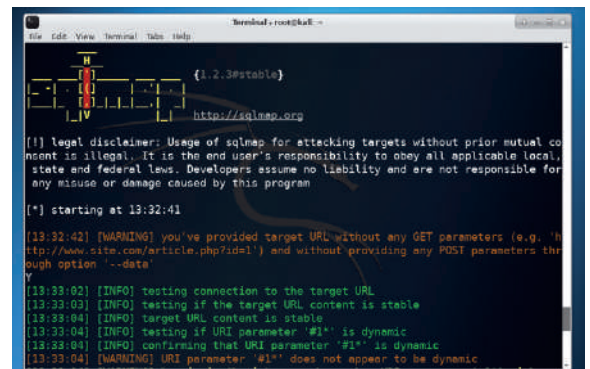 Terminal - root@kali: ~
File Edit View Terminal Tabs Help
H
{1.2.3#stable}
V
http://sqlmap.org
[!] legal disclaimer: Usage of sqlmap for attacking targets without prior mutual co
nsent is illegal. It is the end user's responsibility to obey all applicable local,
state and federal laws. Developers assume no liability and are not responsible for
any misuse or damage caused by this program
[*] starting at 13:32:41
[13:32:42] [WARNING] you've provided target URL without any GET parameters (e.g. 'h
ttp://www.site.com/article.php?id=1') and without providing any POST parameters thr
ough option '--data'
Y
[13:33:02] [INFO] testing connection to the target URL
[13:33:03] [INFO] testing if the target URL content is stable
[13:33:04] [INFO] target URL content is stable
[13:33:04] [INFO] testing if URI parameter '#1*' is dynamic
[13:33:04] [INFO] confirming that URI parameter '#1*' is dynamic
[13:33:04] [WARNING] URI parameter '#1*' does not appear to be dynamic